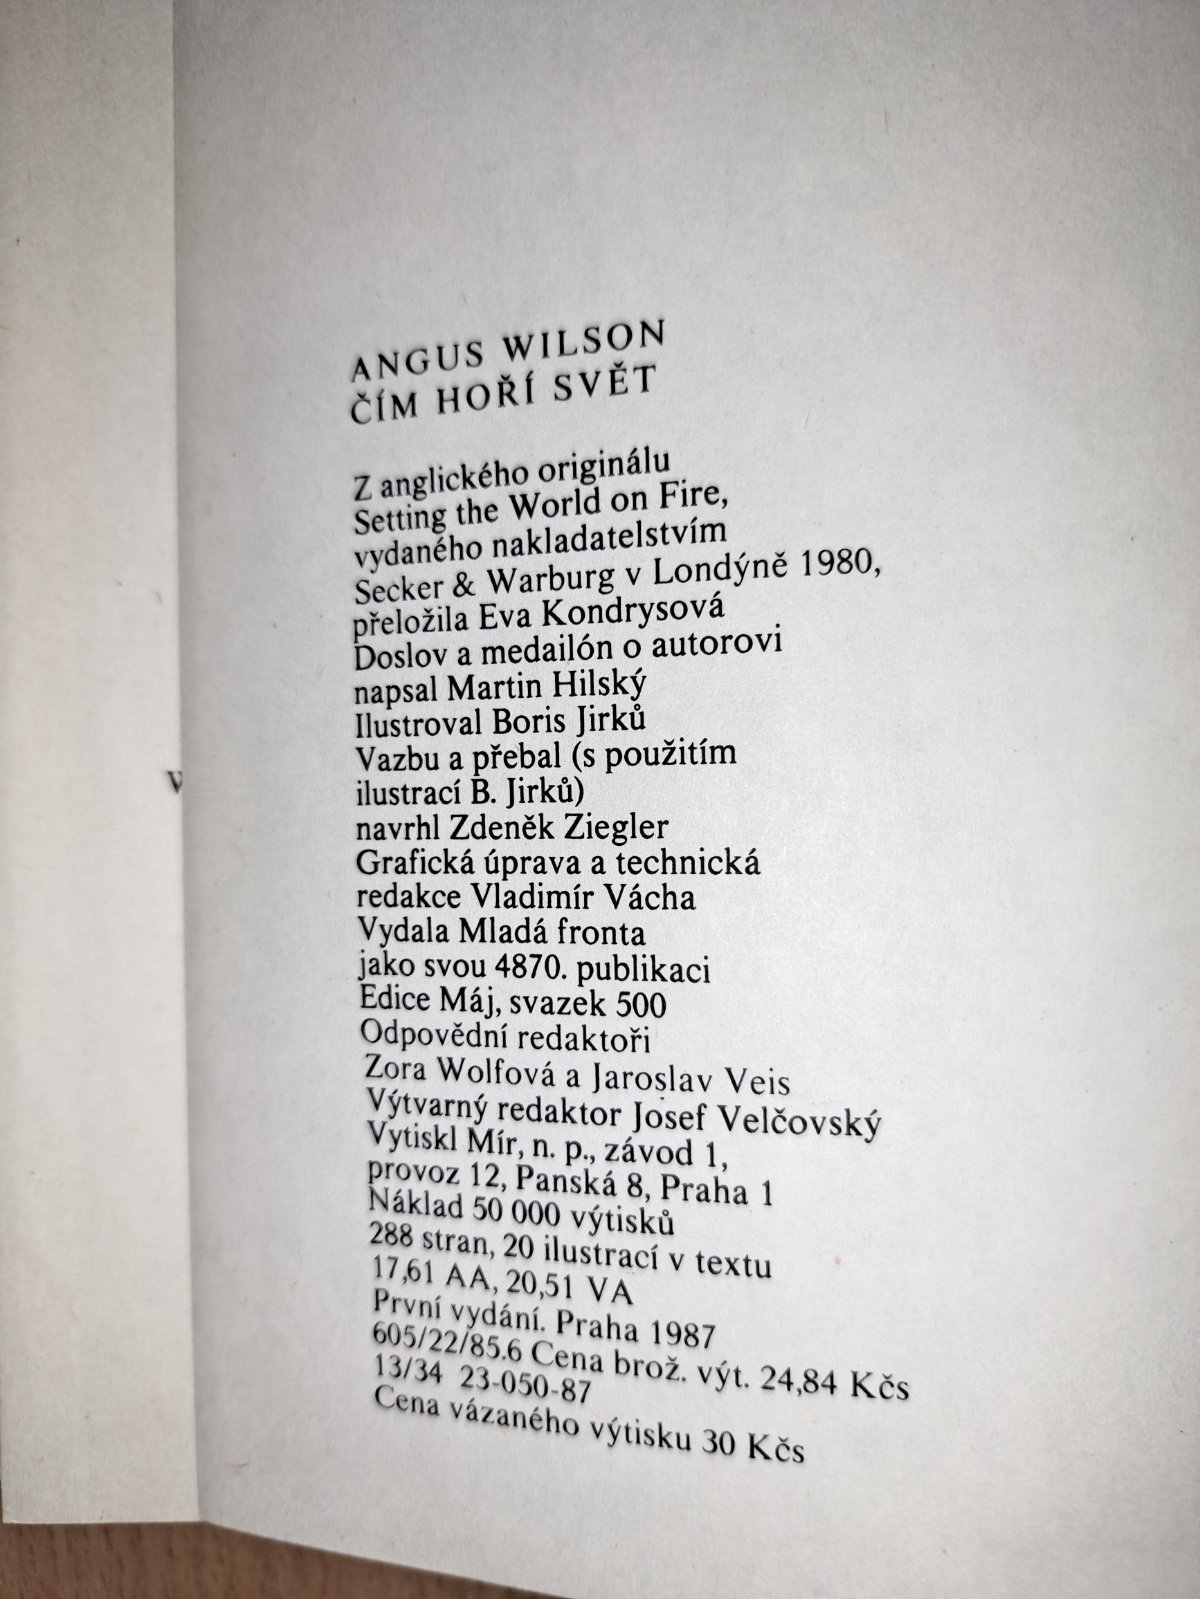 ANGUS WILSON
ČÍM HOŘÍ SVĚT
Z anglického originálu
Setting the World on Fire,
vydaného nakladatelstvím
Secker & Warburg v Londýně 1980,
přeložila Eva Kondrysová
Doslov a medailón o autorovi
napsal Martin Hilský
Ilustroval Boris Jirků
Vazbu a přebal (s použitím
ilustrací B. Jirků)
navrhl Zdeněk Ziegler
Grafická úprava a technická
redakce Vladimír Vácha
Vydala Mladá fronta
jako svou 4870. publikaci
Edice Máj, svazek 500
Odpovědní redaktoři
Zora Wolfová a Jaroslav Veis
Výtvarný redaktor Josef Velčovský
Vytiskl Mír, n. p., závod 1,
provoz 12, Panská 8, Praha 1
Náklad 50 000 výtisků
288 stran, 20 ilustrací v textu
17,61 AA, 20,51 VA
První vydání. Praha 1987
605/22/85.6 Cena brož. výt. 24,84 Kčs
13/34 23-050-87
Cena vázaného výtisku 30 Kčs